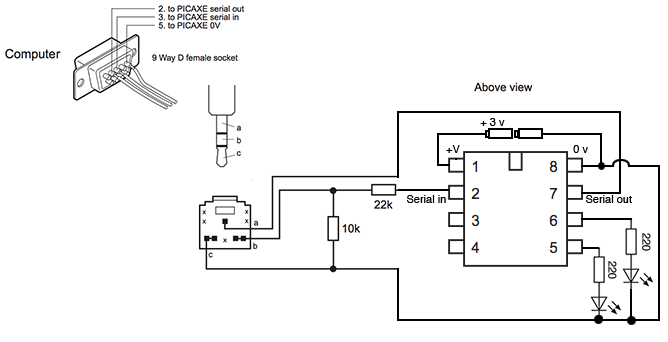 2. to PICAXE serial out
3. to PICAXE serial in
5. to PICAXE 0V
Computer
9 Way D female socket
Above view
a
b
c
+ 3 v
+V
0 v
1
8
2
7
3
6
4
5
Serial in
Serial out
22k
10k
220
220
x
x
a
x
x
x
b
c